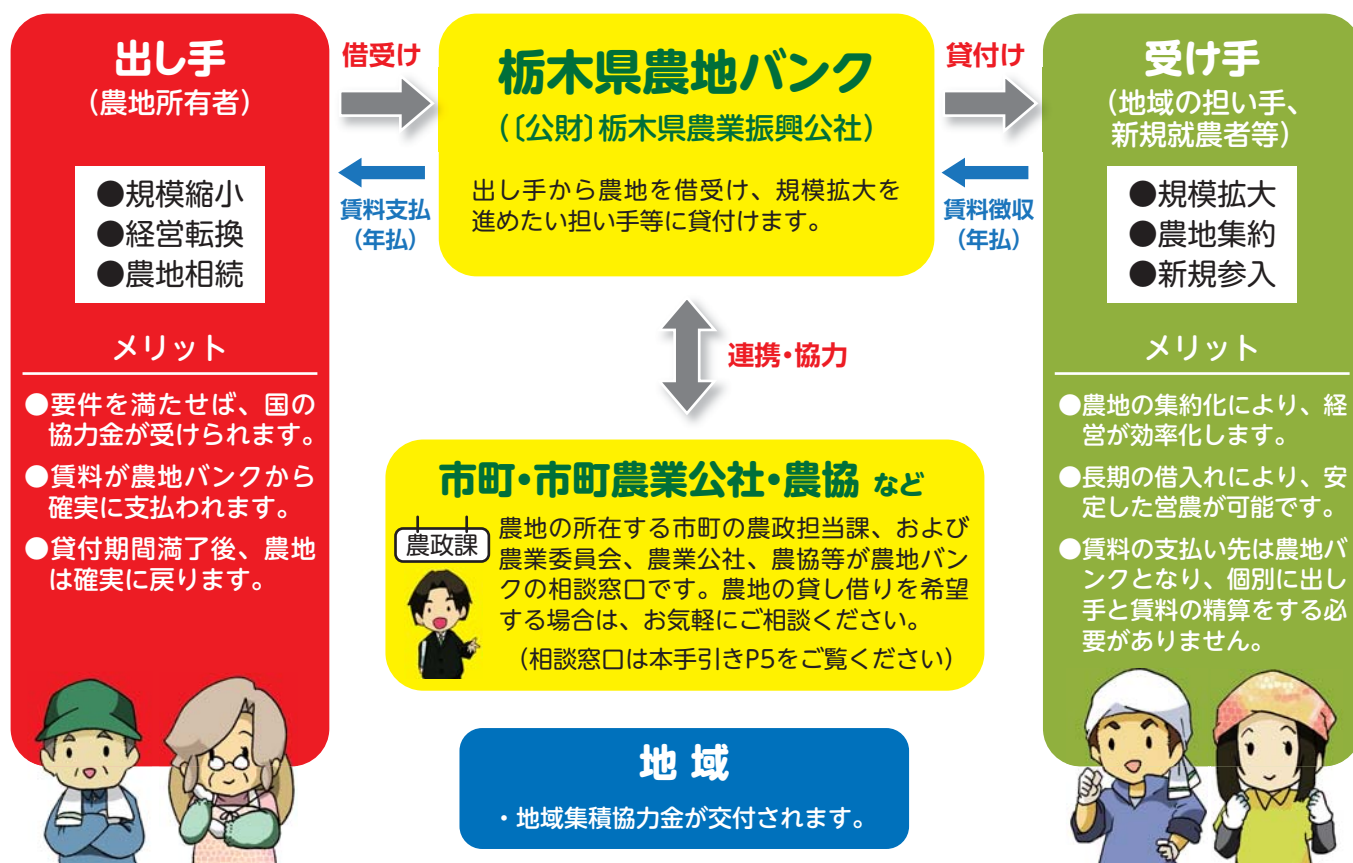 出し手
（農地所有者）
●規模縮小
●経営転換
●農地相続
メリット
●要件を満たせば、国の
協力金が受けられます。
●賃料が農地バンクから
確実に支払われます。
●貸付期間満了後、農地
は確実に戻ります。
借受け
賃料支払
（年払）
栃木県農地バンク
（〔公財〕栃木県農業振興公社）
出し手から農地を借受け、規模拡大を
進めたい担い手等に貸付けます。
貸付け
賃料徴収
（年払）
連携・協力
市町・市町農業公社・農協 など
農政課
農地の所在する市町の農政担当課、および
農業委員会、農業公社、農協等が農地バン
クの相談窓口です。農地の貸し借りを希望
する場合は、お気軽にご相談ください。
（相談窓口は本手引きP5をご覧ください）
地 域
・地域集積協力金が交付されます。
受け手
（地域の担い手、
新規就農者等）
●規模拡大
●農地集約
●新規参入
メリット
●農地の集約化により、経
営が効率化します。
●長期の借入れにより、安
定した営農が可能です。
●賃料の支払い先は農地バ
ンクとなり、個別に出し
手と賃料の精算をする必
要がありません。